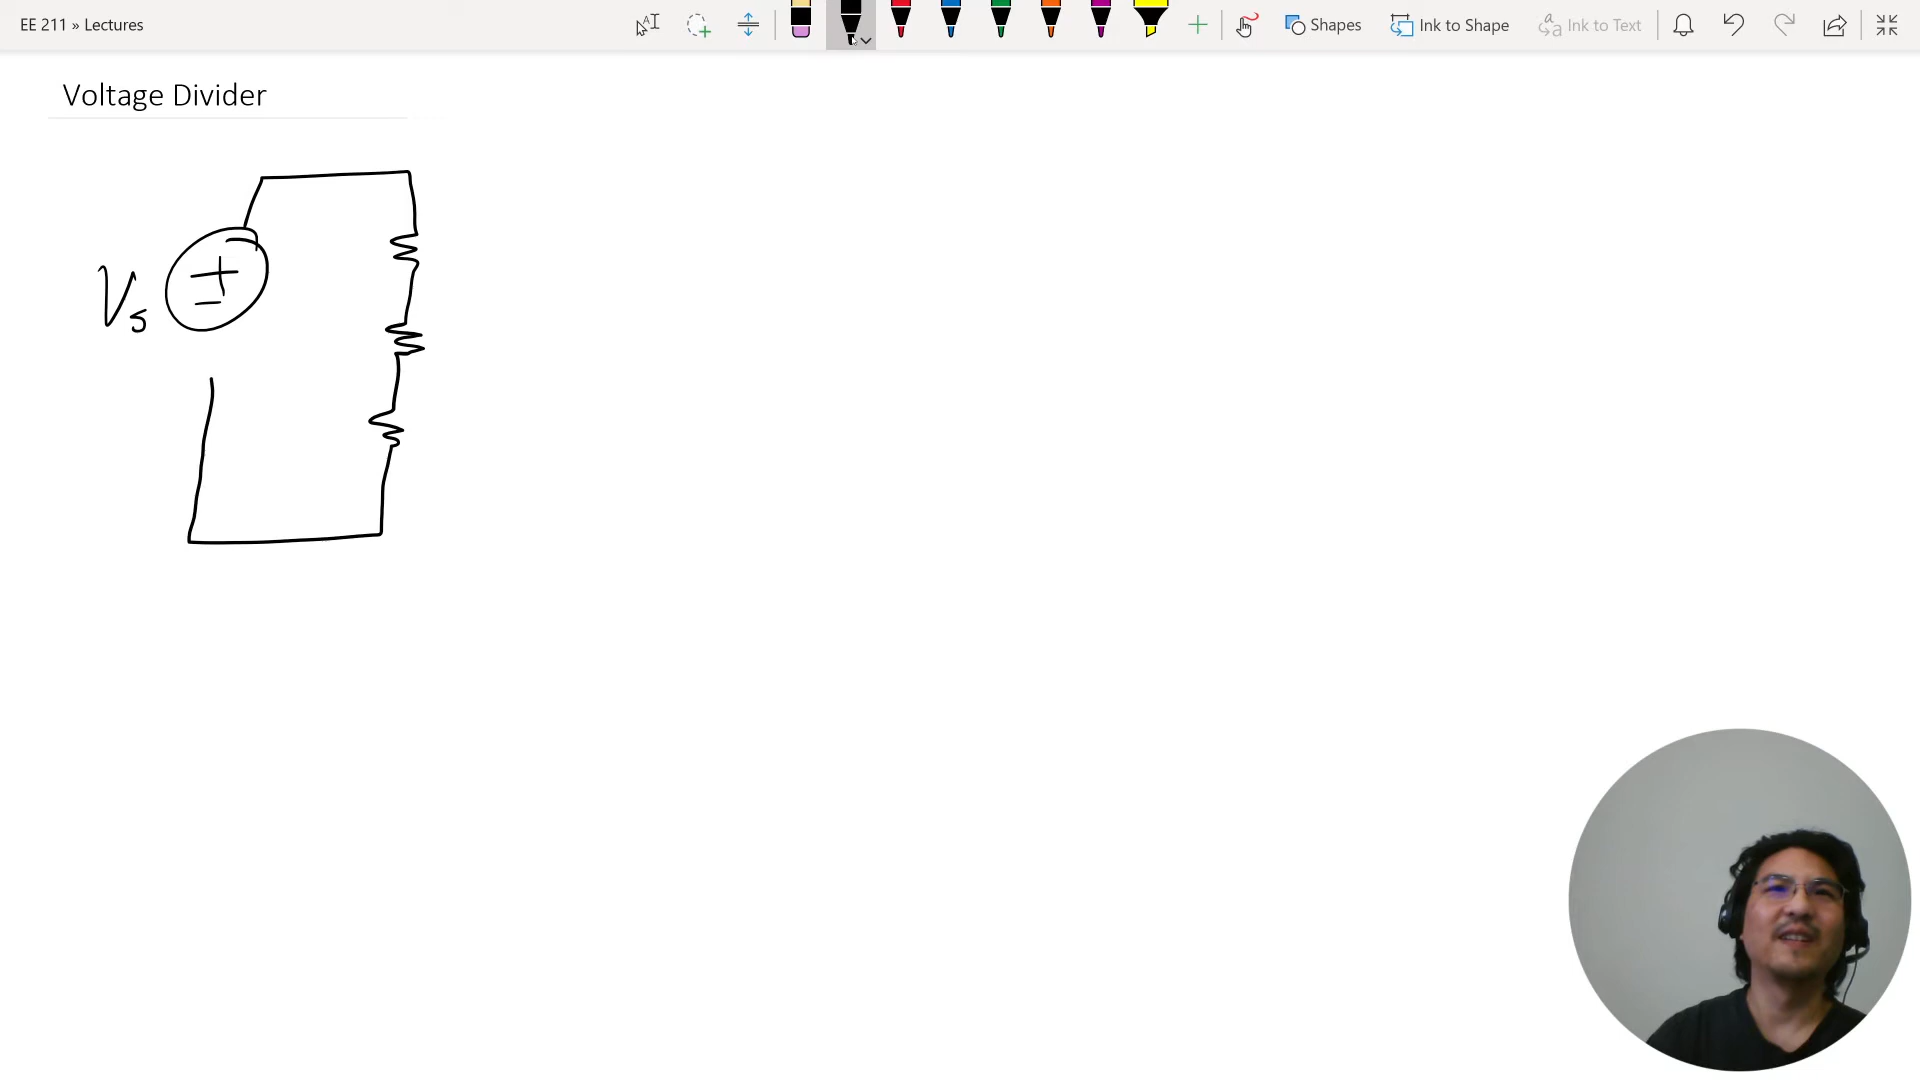 EE 211 » Lectures
Shapes
Ink to Shape
Ink to Text
Voltage Divider
Vs
+
−